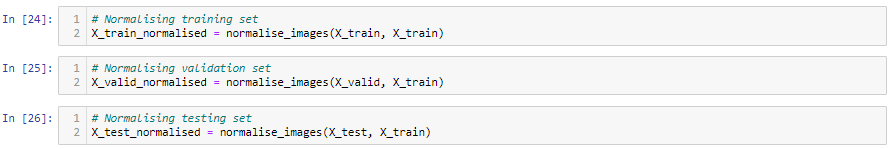 In [24]:
1 # Normalising training set
2 X_train_normalised = normalise_images(X_train, X_train)
In [25]:
1 # Normalising validation set
2 X_valid_normalised = normalise_images(X_valid, X_train)
In [26]:
1 # Normalising testing set
2 X_test_normalised = normalise_images(X_test, X_train)